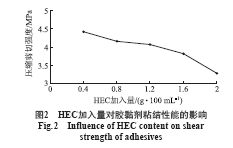 压缩剪切强度/MPa
5
4.5
4
3.5
3
0
0.4
0.8
1.2
1.6
2
HEC加入量/(g·100 mL⁻¹)
图2 HEC加入量对胶黏剂粘结性能的影响
Fig.2 Influence of HEC content on shear
strength of adhesives